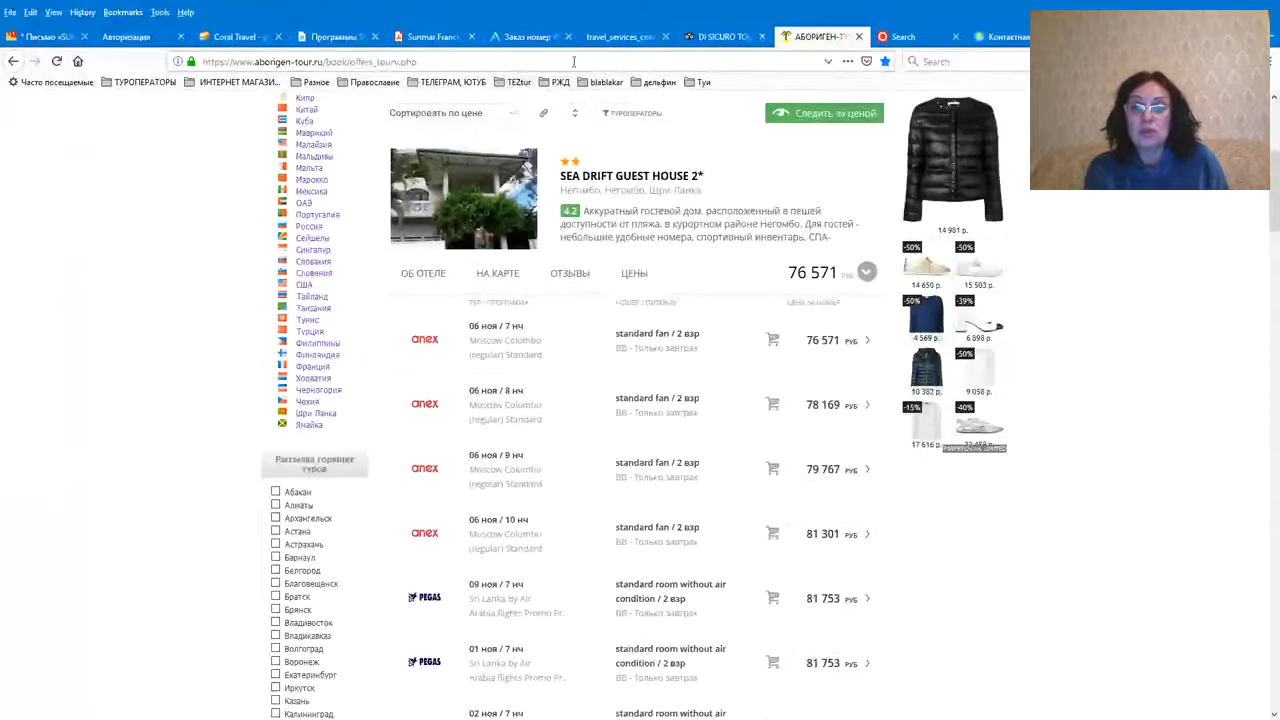 File Edit View History Bookmarks Tools Help
* Письмо «SU
Авторизация
Coral Travel -
Программы S
Sunmar Franc
Заказ номер
travel_services_con
DI SICURO TO
АБОРИГЕН-ТУ
Search
Контактная
https://www.aborigen-tour.ru/book/offers_tourv.php
Search
Часто посещаемые
ТУРОПЕРАТОРЫ
ИНТЕРНЕТ МАГАЗИ...
Разное
Православие
ТЕЛЕГРАМ, ЮТУБ
TEZtur
РЖД
blablakar
дельфин
Туи
Кипр
Китай
Куба
Маврикий
Малайзия
Мальдивы
Мальта
Марокко
Мексика
ОАЭ
Португалия
Россия
Сейшелы
Сингапур
Словакия
Словения
США
Тайланд
Танзания
Тунис
Турция
Филиппины
Финляндия
Франция
Хорватия
Черногория
Чехия
Шри Ланка
Ямайка
Рассылка горящих
туров
Абакан
Алматы
Архангельск
Астана
Астрахань
Барнаул
Белгород
Благовещенск
Братск
Брянск
Владивосток
Владикавказ
Волгоград
Воронеж
Екатеринбург
Иркутск
Казань
Калининград
Сортировать по цене
ТУРОПЕРАТОРЫ
Следить за ценой
SEA DRIFT GUEST HOUSE 2*
Негомбо, Негомбо, Шри-Ланка
4.2 Аккуратный гостевой дом, расположенный в пешей
доступности от пляжа, в курортном районе Негомбо. Для гостей -
небольшие удобные номера, спортивный инвентарь, СПА-
ОБ ОТЕЛЕ НА КАРТЕ ОТЗЫВЫ ЦЕНЫ
76 571 РУБ
anex
06 ноя / 7 нч
Moscow Columbo
(regular) Standard
standard fan / 2 взр
BB - Только завтрак
76 571 РУБ
anex
06 ноя / 8 нч
Moscow Columbo
(regular) Standard
standard fan / 2 взр
BB - Только завтрак
78 169 РУБ
anex
06 ноя / 9 нч
Moscow Columbo
(regular) Standard
standard fan / 2 взр
BB - Только завтрак
79 767 РУБ
anex
06 ноя / 10 нч
Moscow Columbo
(regular) Standard
standard fan / 2 взр
BB - Только завтрак
81 301 РУБ
PEGAS
09 ноя / 7 нч
Sri Lanka by Air
Arabia flights Promo Pr...
standard room without air
condition / 2 взр
BB - Только завтрак
81 753 РУБ
PEGAS
01 ноя / 7 нч
Sri Lanka by Air
Arabia flights Promo Pr...
standard room without air
condition / 2 взр
BB - Только завтрак
81 753 РУБ
02 ноя / 7 нч
standard room without air
14 981 р.
-50%
14 650 р. 15 503 р.
-50% -39%
4 569 р. 6 898 р.
-50%
10 382 р. 9 058 р.
-15% -40%
17 616 р.